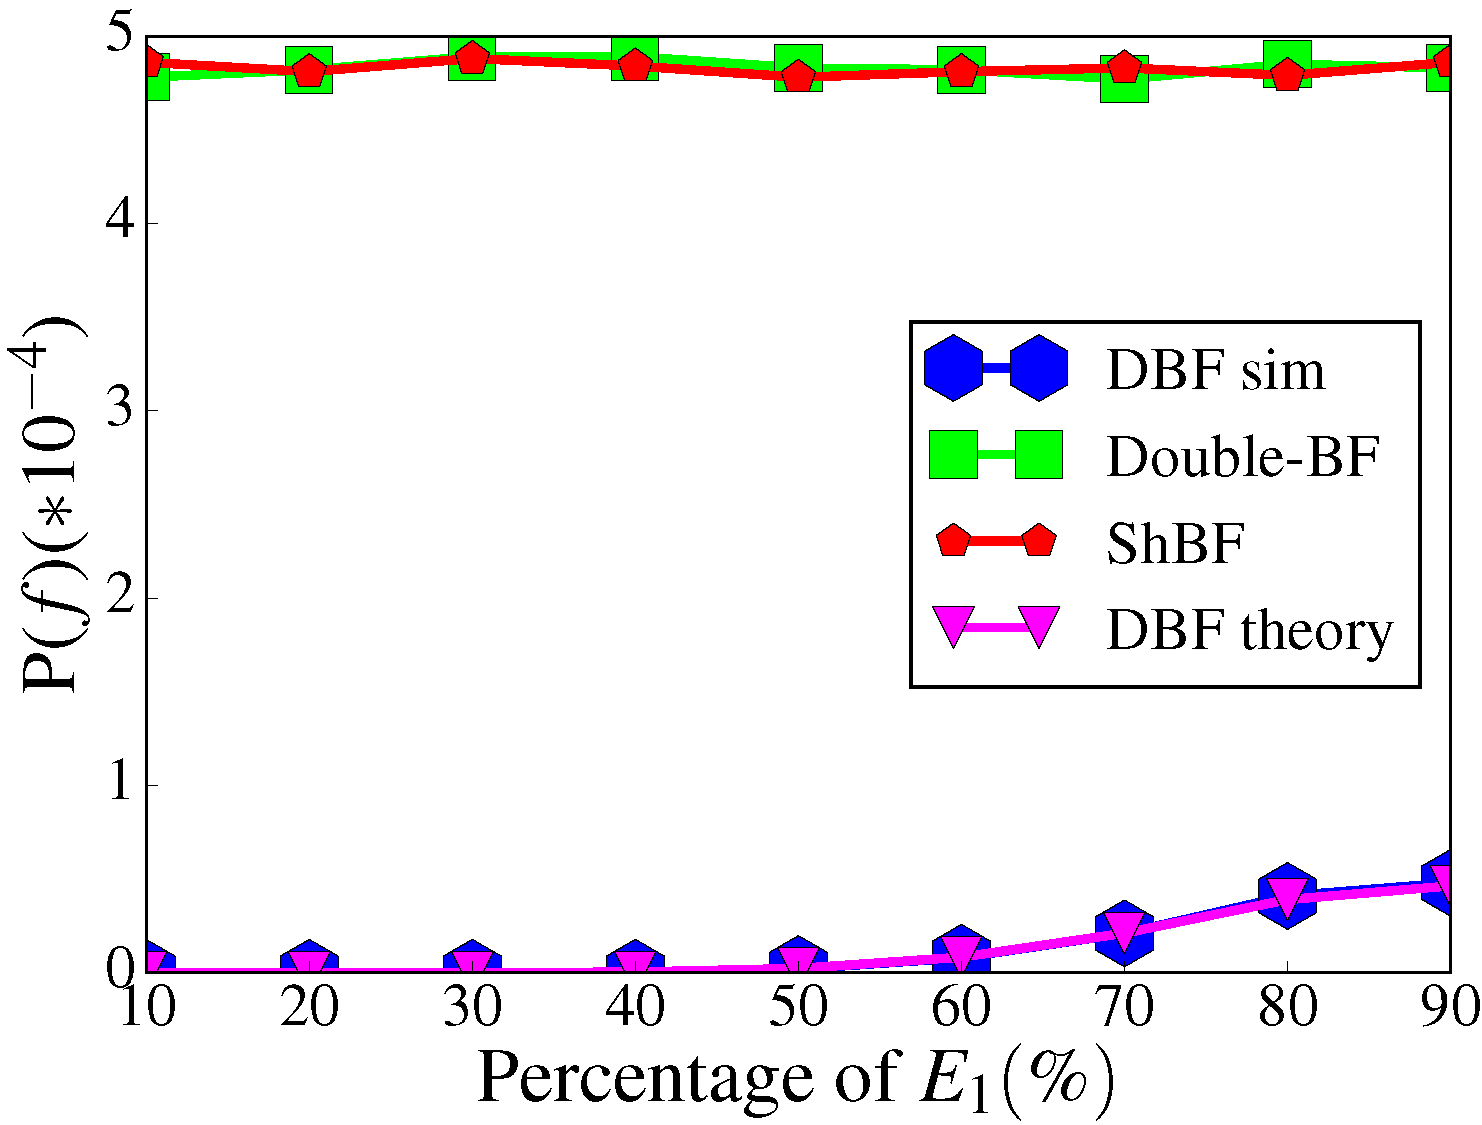 P(f)(*10⁻⁴)
5
4
3
2
1
0
10 20 30 40 50 60 70 80 90
Percentage of E₁(%)
DBF sim
Double-BF
ShBF
DBF theory